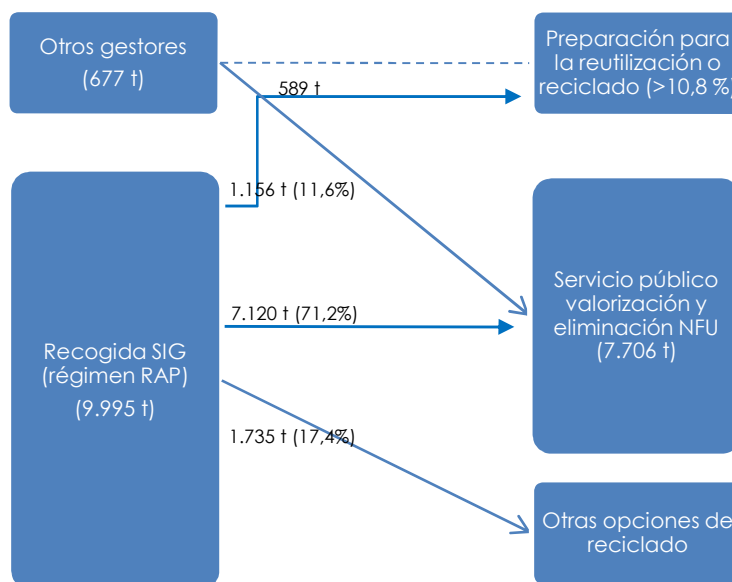 Otros gestores
(677 t)
Preparación para
la reutilización o
reciclado (>10,8 %)
589 t
1.156 t (11,6%)
7.120 t (71,2%)
Servicio público
valorización y
eliminación NFU
(7.706 t)
Recogida SIG
(régimen RAP)
(9.995 t)
1.735 t (17,4%)
Otras opciones de
reciclado